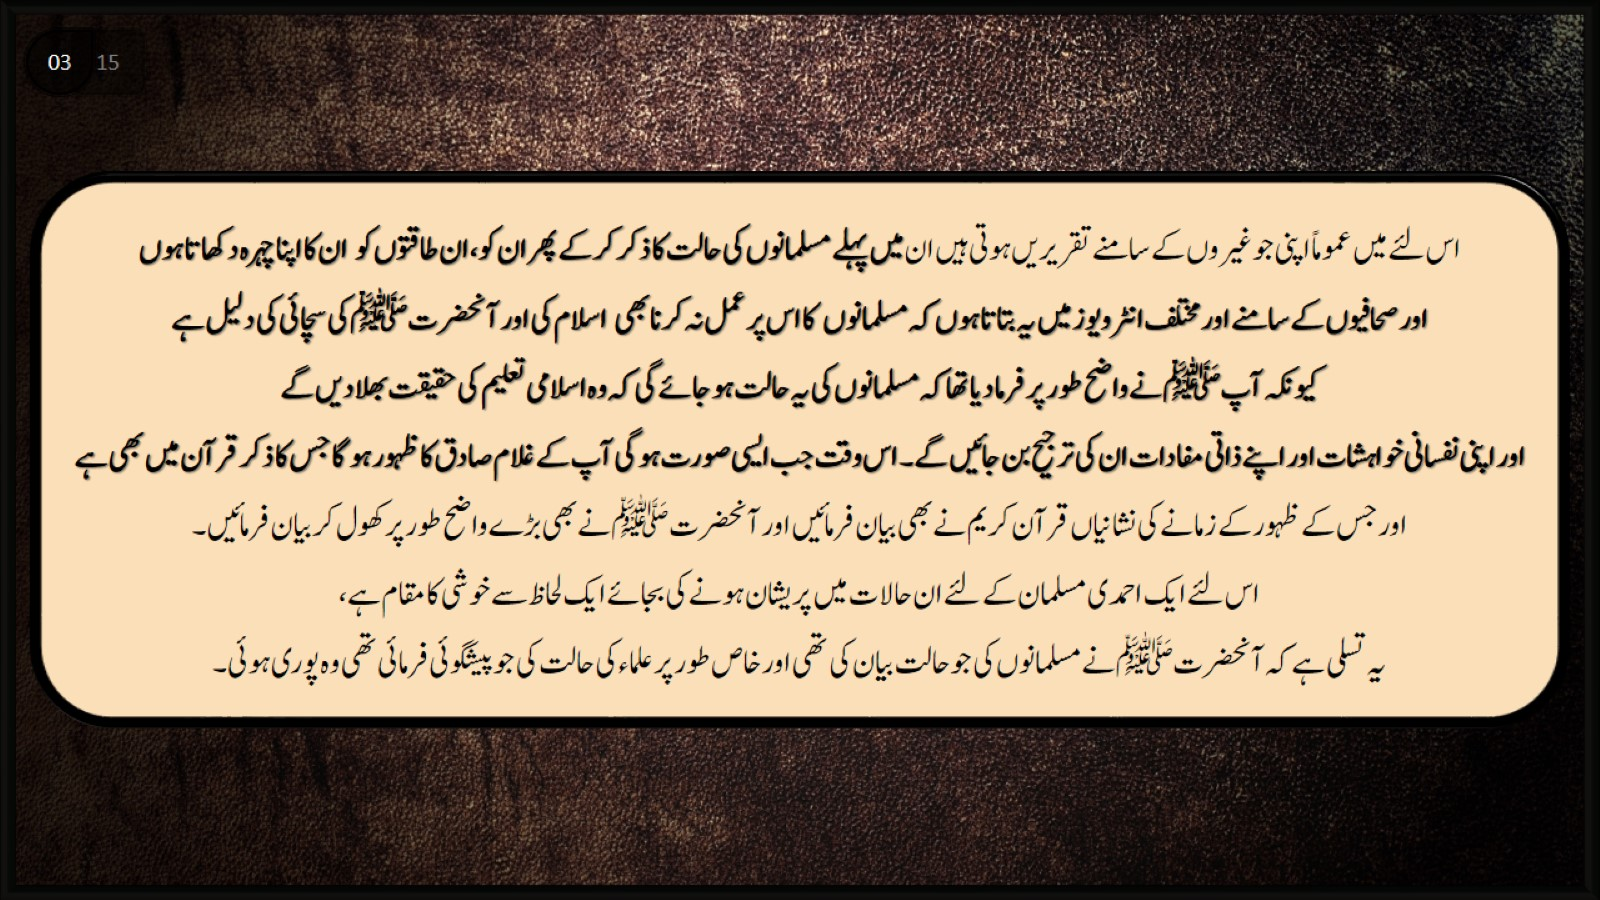 03 15
اس لئے میں عموماً اپنی جو غیروں کے سامنے تقریریں ہوتی ہیں ان میں پہلے مسلمانوں کی حالت کا ذکر کر کے پھر ان کو، ان طاقتوں کو ان کا اپنا چہرہ دکھاتا ہوں
اور صحافیوں کے سامنے اور مختلف انٹرویوز میں یہ بتاتا ہوں کہ مسلمانوں کا اس پر عمل نہ کرنا بھی اسلام کی اور آنحضرت ﷺ کی سچائی کی دلیل ہے
کیونکہ آپ ﷺ نے واضح طور پر فرما دیا تھا کہ مسلمانوں کی یہ حالت ہو جائے گی کہ وہ اسلامی تعلیم کی حقیقت بھلا دیں گے
اور اپنی نفسانی خواہشات اور اپنے ذاتی مفادات ان کی ترجیح بن جائیں گے۔ اس وقت جب ایسی صورت ہو گی آپ کے غلام صادق کا ظہور ہو گا جس کا ذکر قرآن میں بھی ہے
اور جس کے ظہور کے زمانے کی نشانیاں قرآن کریم نے بھی بیان فرمائیں اور آنحضرت ﷺ نے بھی بڑے واضح طور پر کھول کر بیان فرمائیں۔
اس لئے ایک احمدی مسلمان کے لئے ان حالات میں پریشان ہونے کی بجائے ایک لحاظ سے خوشی کا مقام ہے،
یہ تسلی ہے کہ آنحضرت ﷺ نے مسلمانوں کی جو حالت بیان کی تھی اور خاص طور پر علماء کی حالت کی جو پیشگوئی فرمائی تھی وہ پوری ہوئی۔